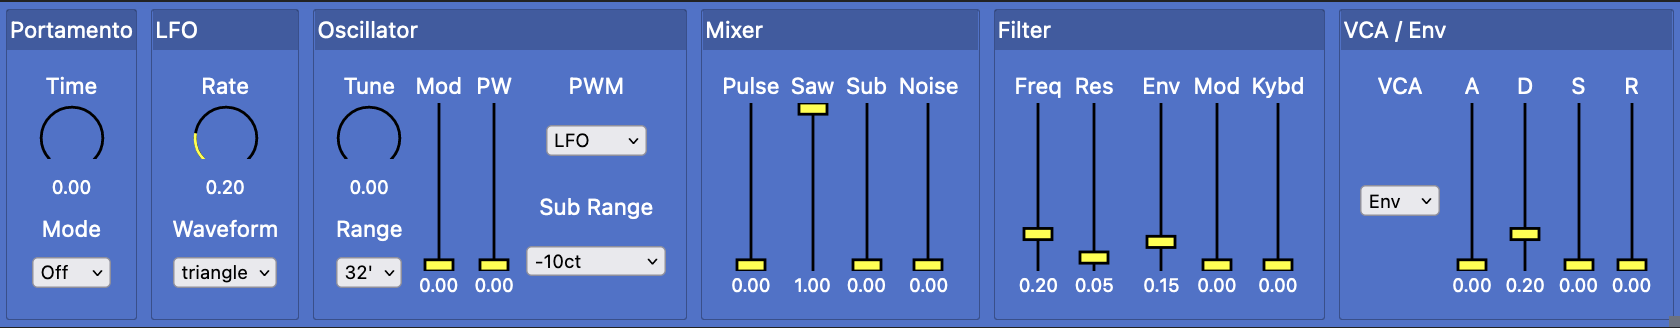 Portamento LFO Oscillator Mixer Filter VCA / Env
Time Rate Tune Mod PW PWM Pulse Saw Sub Noise Freq Res Env Mod Kybd VCA A D S R
LFO
0.00 0.20 0.00
Env
Sub Range
Mode Waveform Range
-10ct
Off triangle 32'
0.00 0.00 0.00 1.00 0.00 0.00 0.20 0.05 0.15 0.00 0.00 0.00 0.20 0.00 0.00